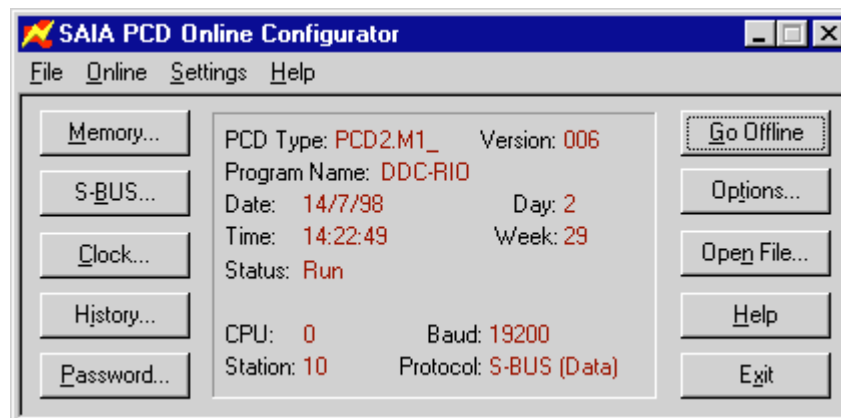 SAIA PCD Online Configurator
File Online Settings Help
Memory...
S-BUS...
Clock...
History...
Password...
PCD Type: PCD2.M1_ Version: 006
Program Name: DDC-RIO
Date: 14/7/98 Day: 2
Time: 14:22:49 Week: 29
Status: Run
CPU: 0 Baud: 19200
Station: 10 Protocol: S-BUS (Data)
Go Offline
Options...
Open File...
Help
Exit